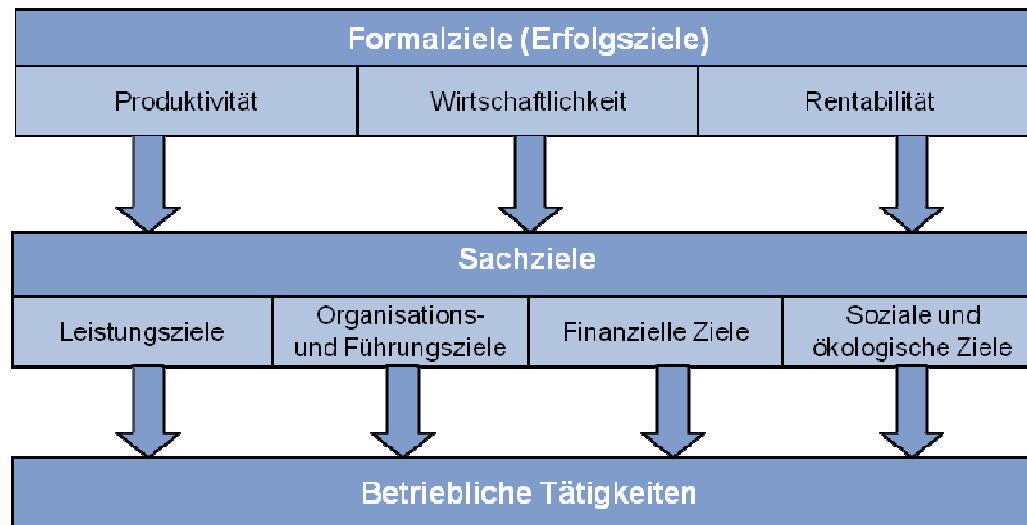 Formalziele (Erfolgsziele)
Produktivität
Wirtschaftlichkeit
Rentabilität
Sachziele
Leistungsziele
Organisations-
und Führungsziele
Finanzielle Ziele
Soziale und
ökologische Ziele
Betriebliche Tätigkeiten